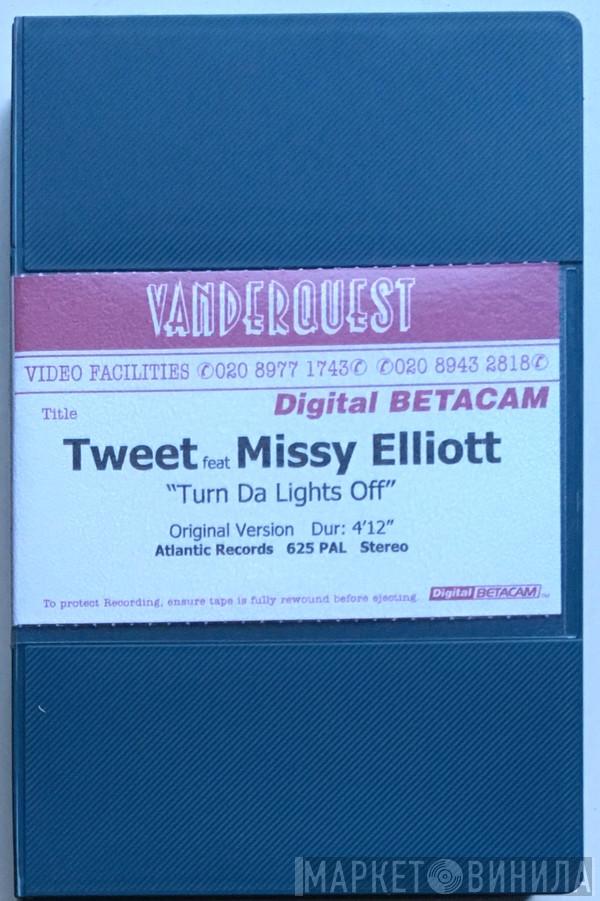 VANDERQUEST
VIDEO FACILITIES ✆020 8977 1743✆ ✆020 8943 2818✆
Digital BETACAM
Title
Tweet feat Missy Elliott
"Turn Da Lights Off"
Original Version Dur: 4'12"
Atlantic Records 625 PAL Stereo
To protect Recording, ensure tape is fully rewound before ejecting.
Digital BETACAM TM
МАРКЕТ ВИНИЛА